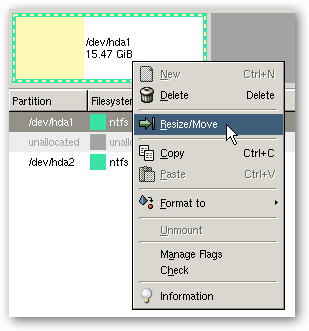 /dev/hda1
15.47 GiB
New Ctrl+N
Delete Delete
Partition Filesystem
Resize/Move
/dev/hda1 ntfs
unallocated
Copy Ctrl+C
/dev/hda2 ntfs
Paste Ctrl+V
Format to
Unmount
Manage Flags
Check
Information